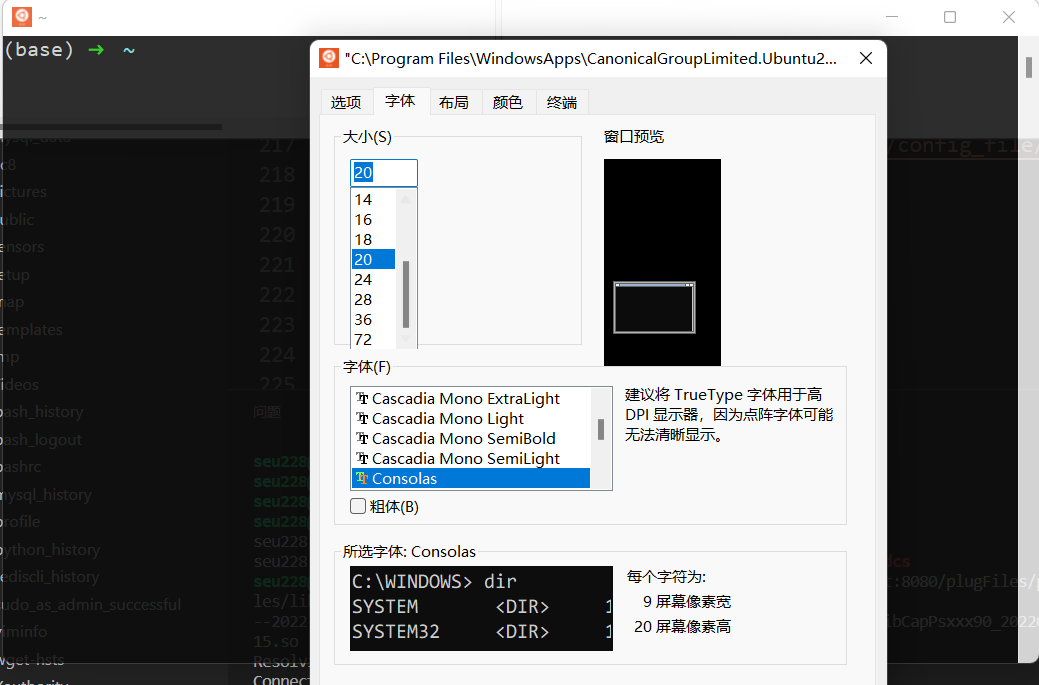 ~
(base) → ~
"C:\Program Files\WindowsApps\CanonicalGroupLimited.Ubuntu2...
选项 字体 布局 颜色 终端
大小(S)
窗口预览
20
14
16
18
20
24
28
36
72
字体(F)
Cascadia Mono ExtraLight
Cascadia Mono Light
Cascadia Mono SemiBold
Cascadia Mono SemiLight
Consolas
建议将 TrueType 字体用于高
DPI 显示器，因为点阵字体可能
无法清晰显示。
粗体(B)
所选字体: Consolas
C:\WINDOWS> dir
SYSTEM <DIR> 1
SYSTEM32 <DIR> 1
每个字符为:
9 屏幕像素宽
20 屏幕像素高
c8
ictures
ublic
ensors
etup
nap
emplates
mp
ideos
ash_history
ash_logout
ashrc
nysql_history
rofile
python_history
ediscli_history
udo_as_admin_successful
iminfo
wget-hsts
217
218
219
220
221
222
223
224
225
/config_file/
问题
seu228
seu228
seu228
seu228
seu228
seu228
seu228
les/li
--2022
15.so
Resolv
Connec
dcs
c:8080/plugFiles/p
ibCapPsxxx90_2022